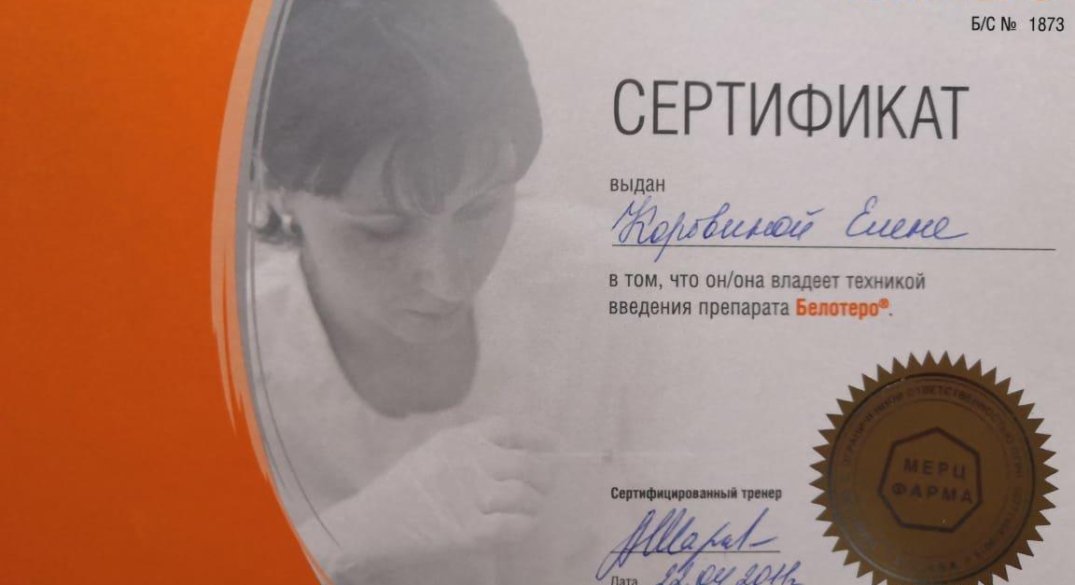 Б/С № 1873
СЕРТИФИКАТ
выдан
Коровиной Елене
в том, что он/она владеет техникой
введения препарата Белотеро®.
МЕРЦ
ФАРМА
Сертифицированный тренер
Дата